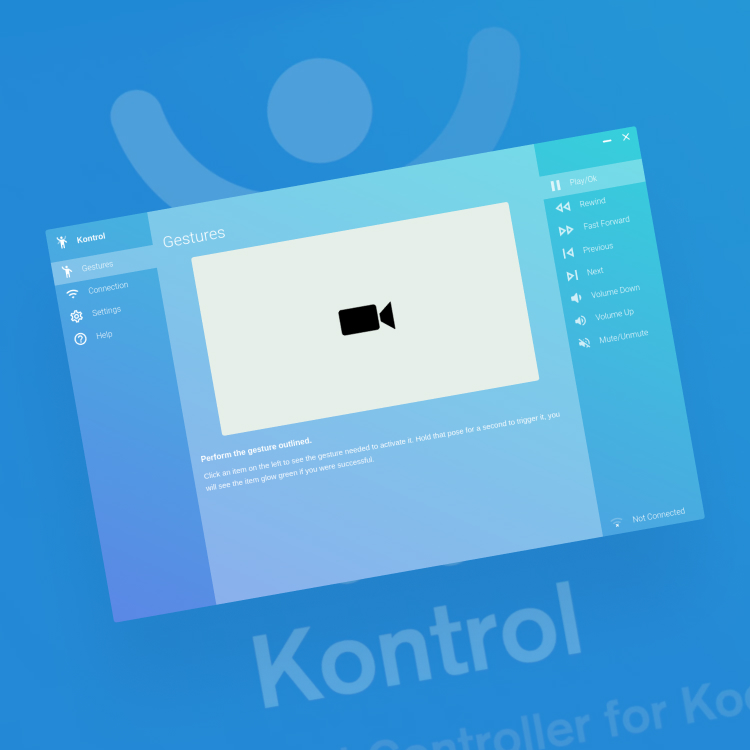 Kontrol
Gestures
Connection
Settings
Help
Gestures
Perform the gesture outlined.
Click an item on the left to see the gesture needed to activate it. Hold that pose for a second to trigger it, you
will see the item glow green if you were successful.
Play/Ok
Rewind
Fast Forward
Previous
Next
Volume Down
Volume Up
Mute/Unmute
Not Connected
Kontrol
Controller for